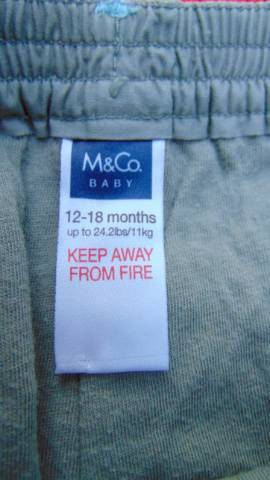 M&Co.
BABY
12-18 months
up to 24.2lbs/11kg
KEEP AWAY
FROM FIRE